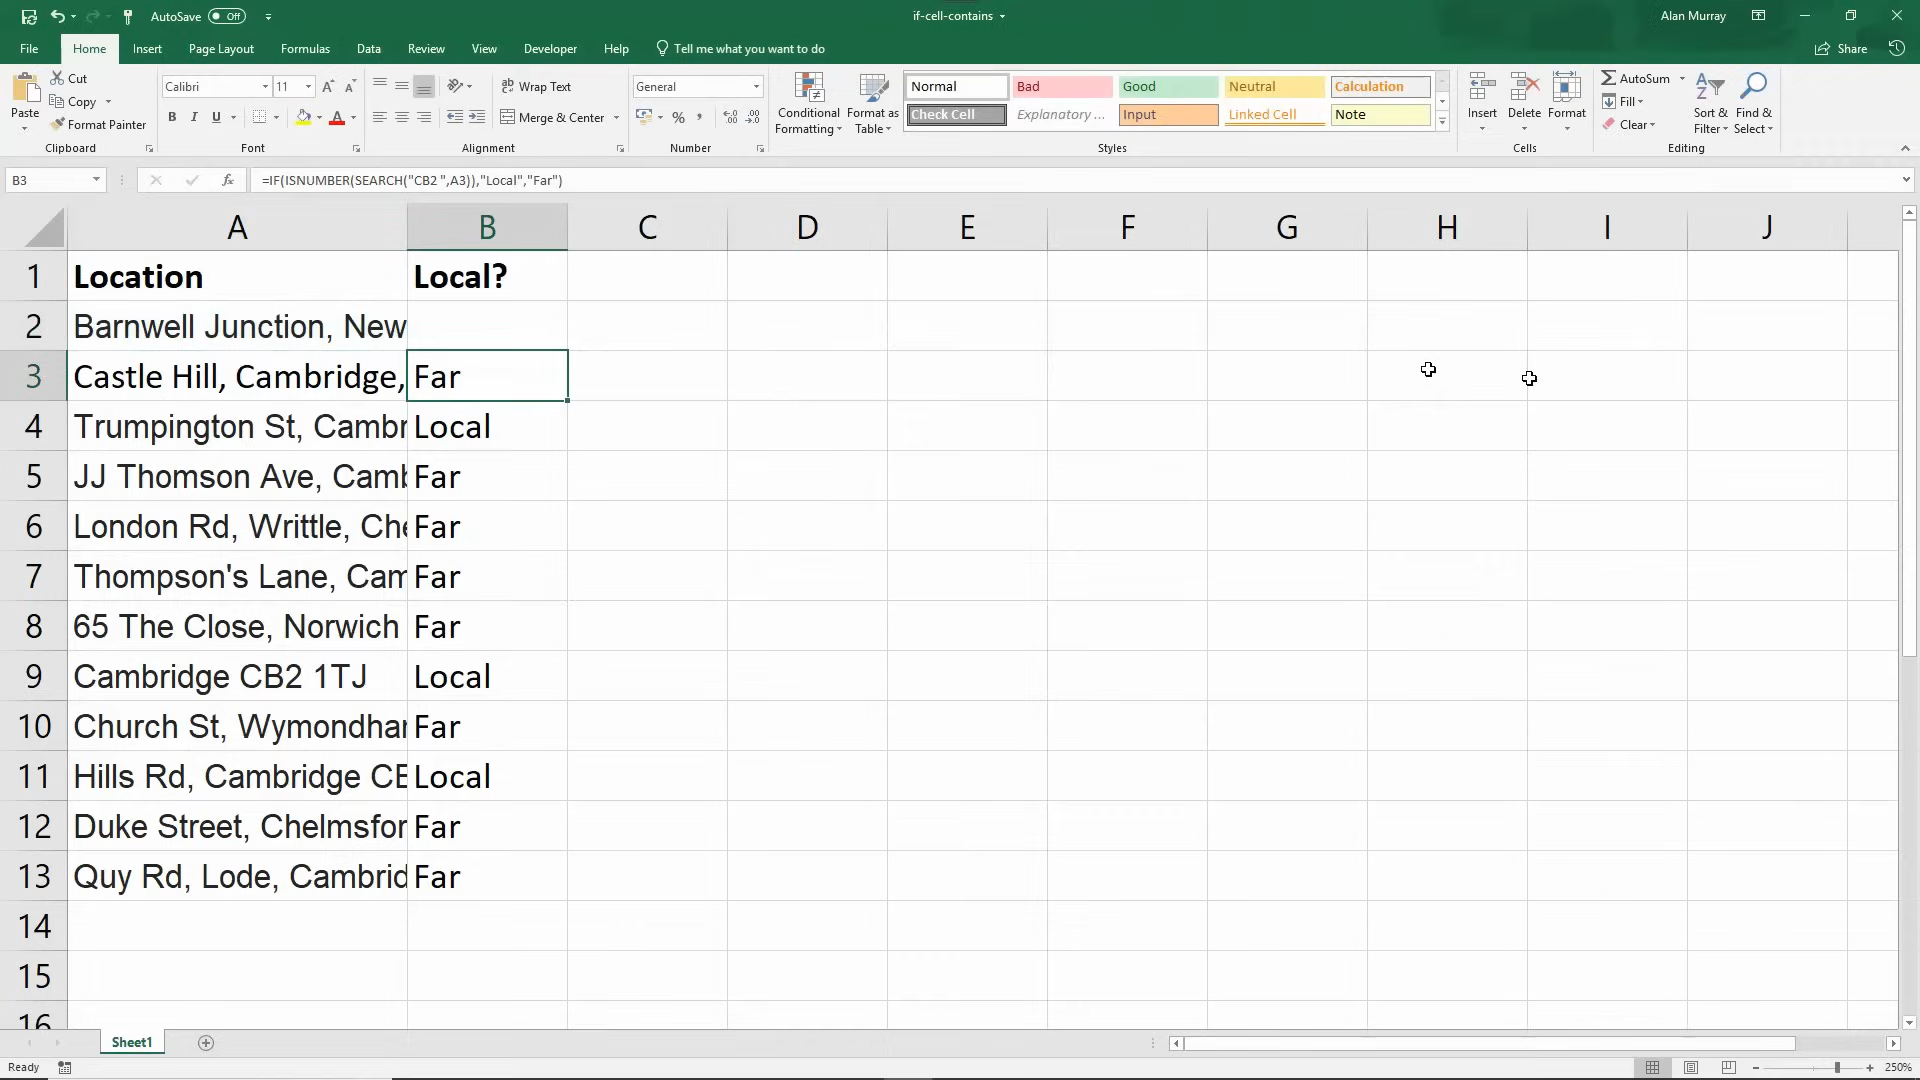 AutoSave Off if-cell-contains Alan Murray
File Home Insert Page Layout Formulas Data Review View Developer Help Tell me what you want to do Share
Paste Cut Copy Format Painter Clipboard
Calibri 11 A A B I U A Font
Wrap Text Merge & Center Alignment
General % , Number
Conditional Formatting Format as Table
Normal Bad Good Neutral Calculation
Check Cell Explanatory ... Input Linked Cell Note
Styles
Insert Delete Format Cells
AutoSum Fill Clear Sort & Filter Find & Select Editing
B3 fx =IF(ISNUMBER(SEARCH("CB2 ",A3)),"Local","Far")
A B C D E F G H I J
1 Location Local?
2 Barnwell Junction, New
3 Castle Hill, Cambridge, Far
4 Trumpington St, Cambr Local
5 JJ Thomson Ave, Camb Far
6 London Rd, Writtle, Che Far
7 Thompson's Lane, Cam Far
8 65 The Close, Norwich Far
9 Cambridge CB2 1TJ Local
10 Church St, Wymondhar Far
11 Hills Rd, Cambridge CB Local
12 Duke Street, Chelmsfor Far
13 Quy Rd, Lode, Cambrid Far
14
15
16
Sheet1
Ready 250%